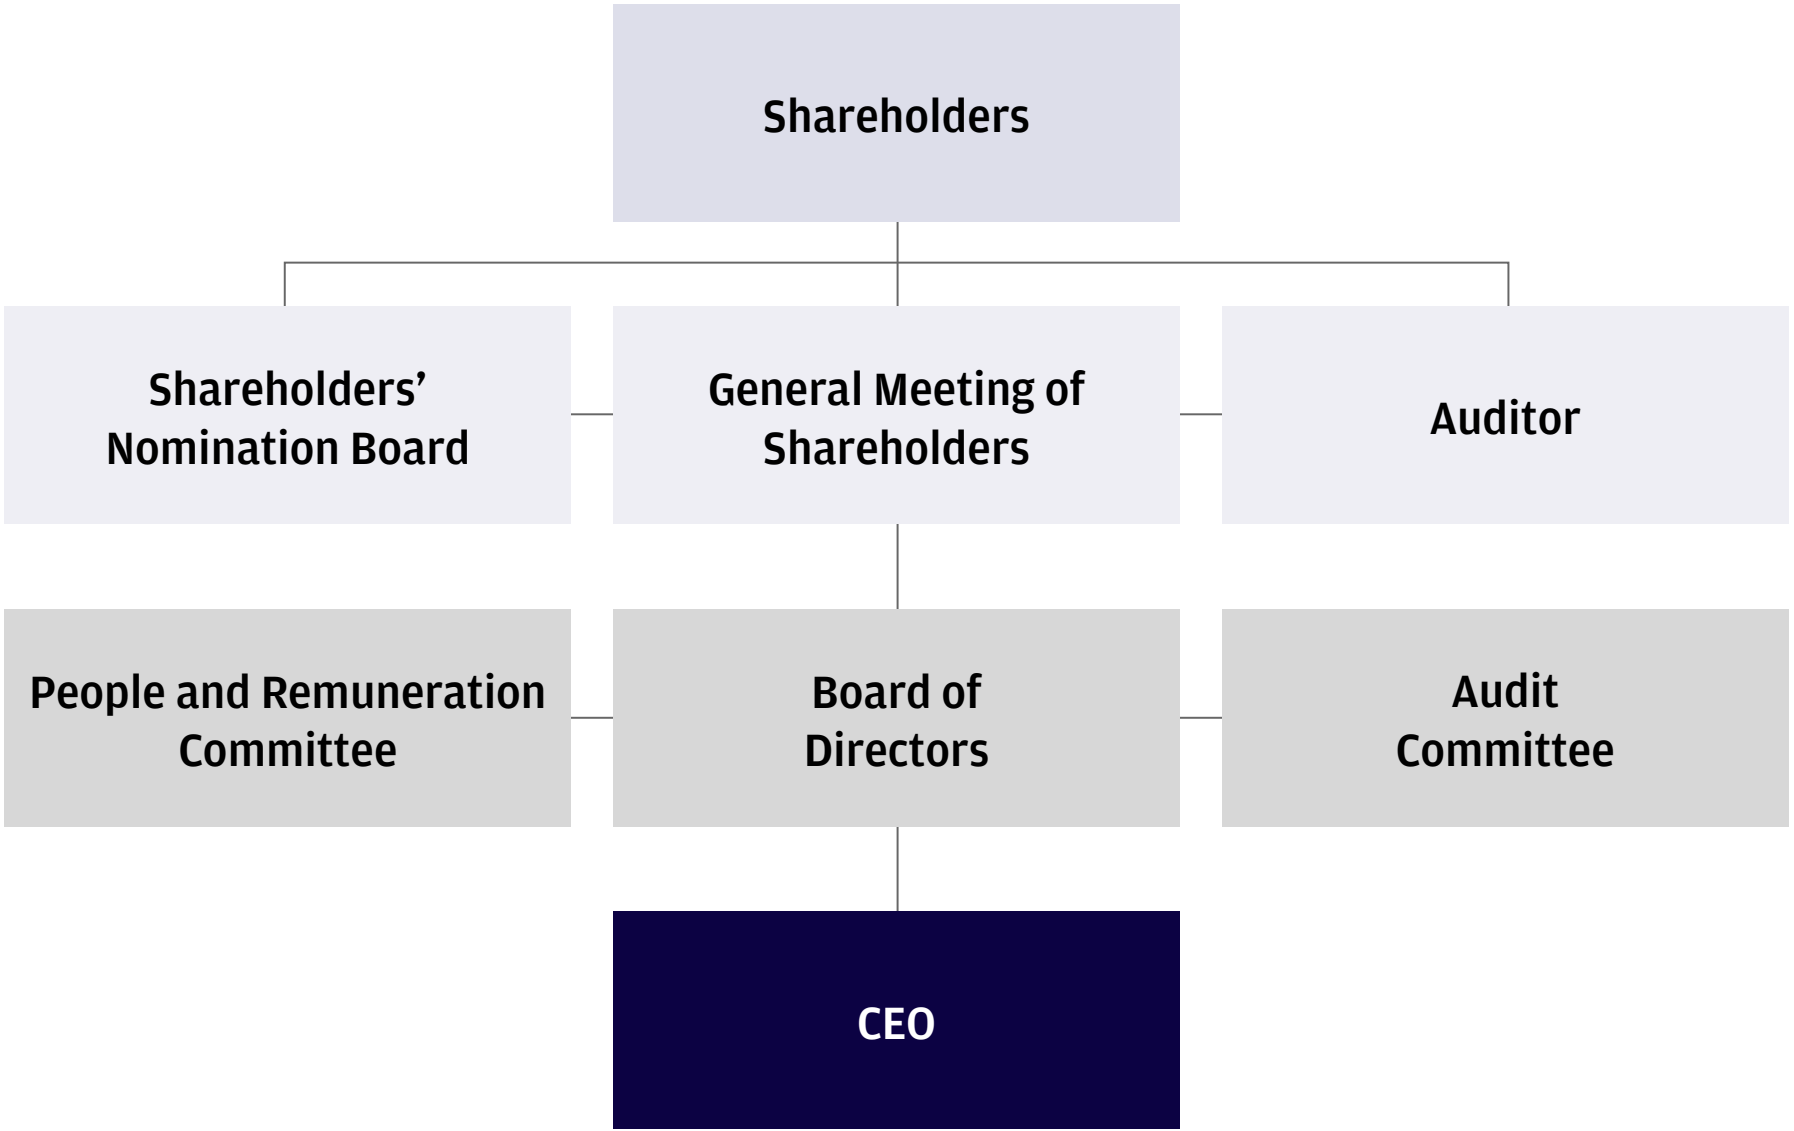 Shareholders
Shareholders’
Nomination Board
General Meeting of
Shareholders
Auditor
People and Remuneration
Committee
Board of
Directors
Audit
Committee
CEO